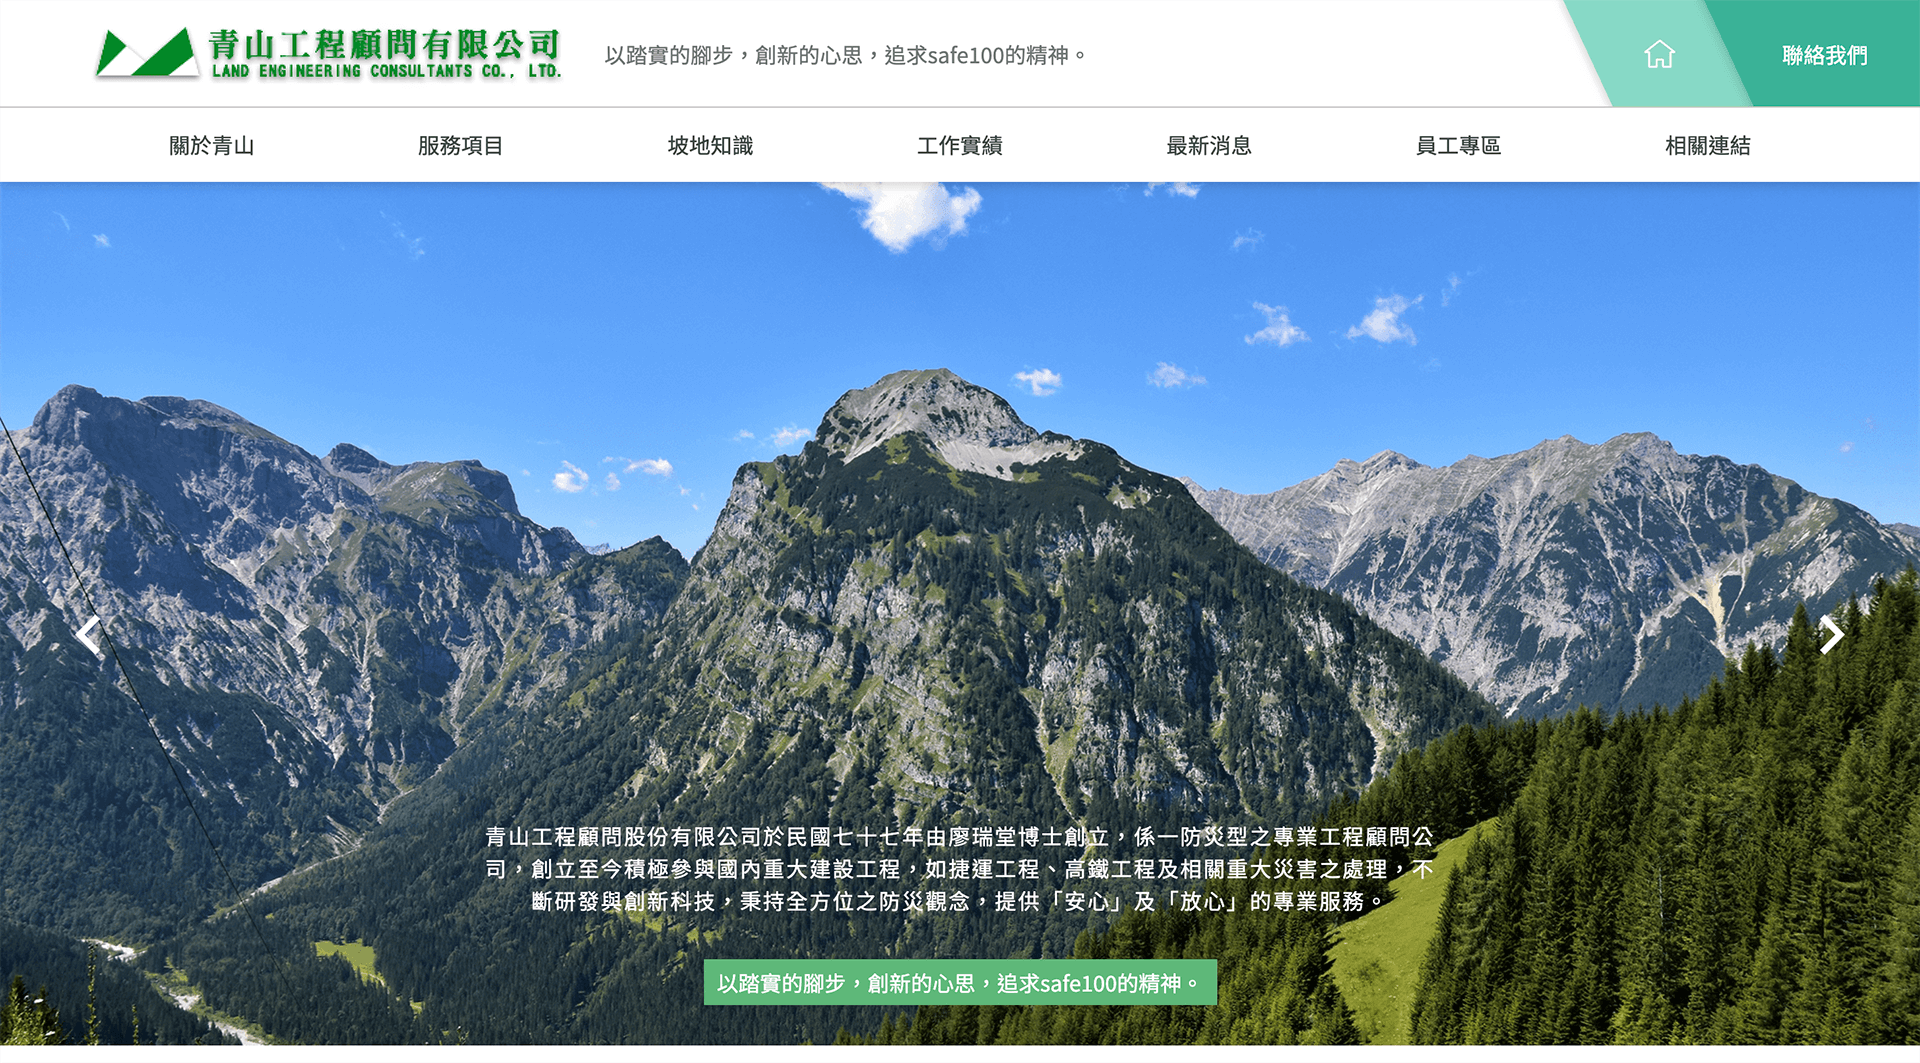 青山工程顧問有限公司
LAND ENGINEERING CONSULTANTS CO., LTD.
以踏實的腳步，創新的心思，追求safe100的精神。
聯絡我們
關於青山
服務項目
坡地知識
工作實績
最新消息
員工專區
相關連結
青山工程顧問股份有限公司於民國七十七年由廖瑞堂博士創立，係一防災型之專業工程顧問公
司，創立至今積極參與國內重大建設工程，如捷運工程、高鐵工程及相關重大災害之處理，不
斷研發與創新科技，秉持全方位之防災觀念，提供「安心」及「放心」的專業服務。
以踏實的腳步，創新的心思，追求safe100的精神。